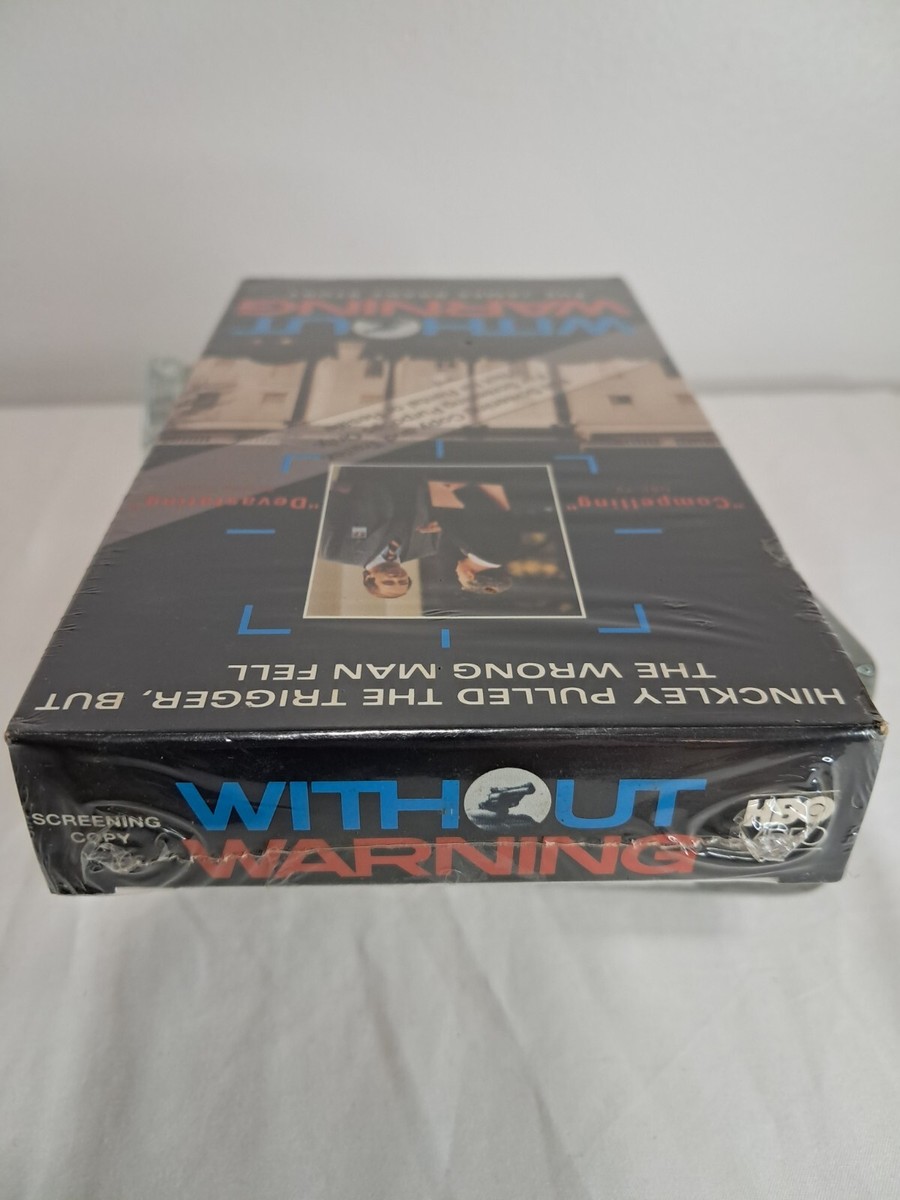 WITHOUT
WARNING
"Compelling"
"Devastating"
HINCKLEY PULLED THE TRIGGER, BUT
THE WRONG MAN FELL
SCREENING
COPY
WITHOUT
WARNING
HBO